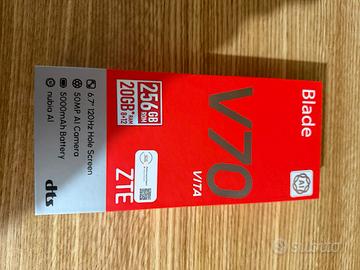 Blade
V70
VITA
ZTE
AI
256GB
ROM
20GB*RAM
8+12
6.7" 120Hz Hole Screen
50MP AI Camera
5000mAh Battery
nubia AI
dts
SUBITO